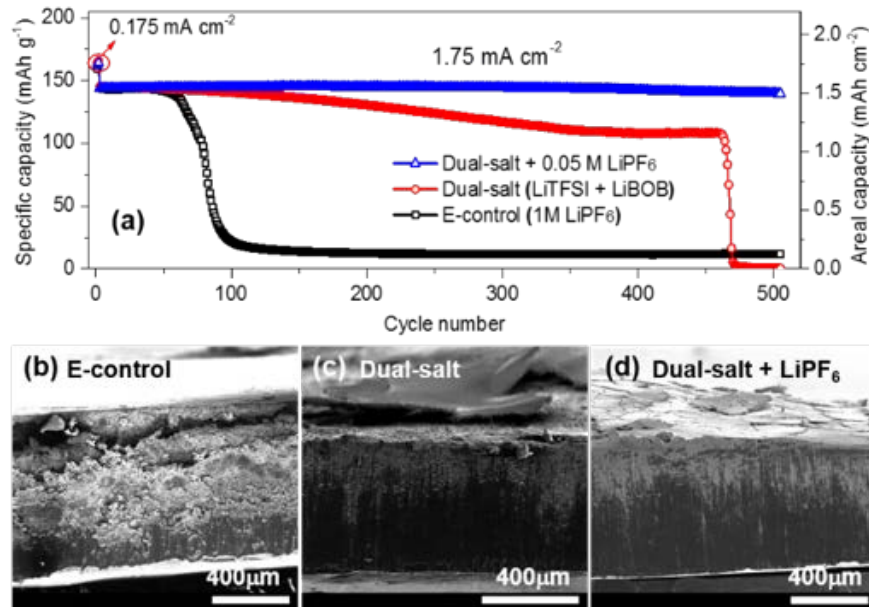 200
150
100
50
0
Specific capacity (mAh g⁻¹)
0.175 mA cm⁻²
1.75 mA cm⁻²
Dual-salt + 0.05 M LiPF₆
Dual-salt (LiTFSI + LiBOB)
E-control (1M LiPF₆)
(a)
2.0
1.5
1.0
0.5
0.0
Areal capacity (mAh cm⁻²)
0 100 200 300 400 500
Cycle number
(b) E-control
400μm
(c) Dual-salt
400μm
(d) Dual-salt + LiPF₆
400μm